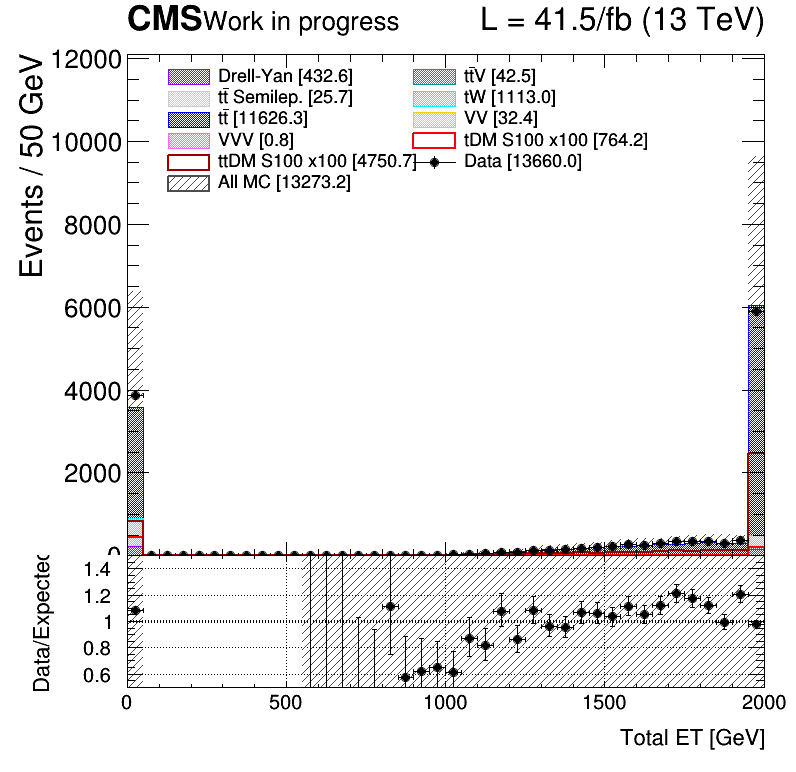 CMS Work in progress L = 41.5/fb (13 TeV)
Events / 50 GeV
12000
10000
8000
6000
4000
2000
0
Drell-Yan [432.6] tt̄V [42.5]
tt̄ Semilep. [25.7] tW [1113.0]
tt̄ [11626.3] VV [32.4]
VVV [0.8] tDM S100 x100 [764.2]
ttDM S100 x100 [4750.7] Data [13660.0]
All MC [13273.2]
Data/Expected
1.4
1.2
1
0.8
0.6
0 500 1000 1500 2000
Total ET [GeV]